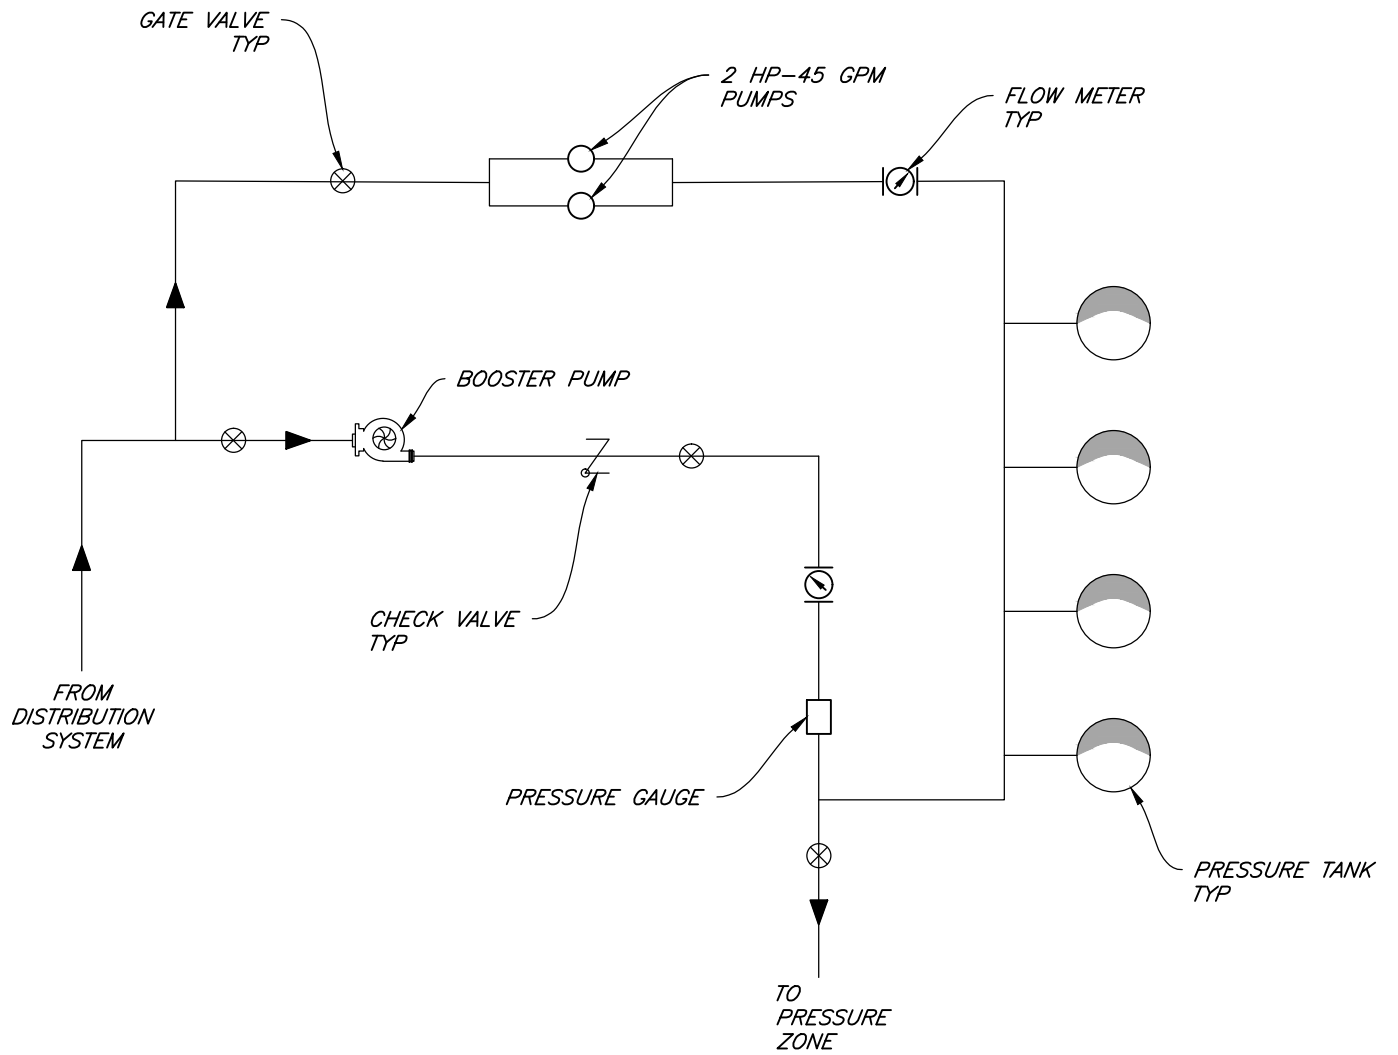 GATE VALVE
TYP
2 HP-45 GPM
PUMPS
FLOW METER
TYP
BOOSTER PUMP
CHECK VALVE
TYP
FROM
DISTRIBUTION
SYSTEM
PRESSURE GAUGE
PRESSURE TANK
TYP
TO
PRESSURE
ZONE